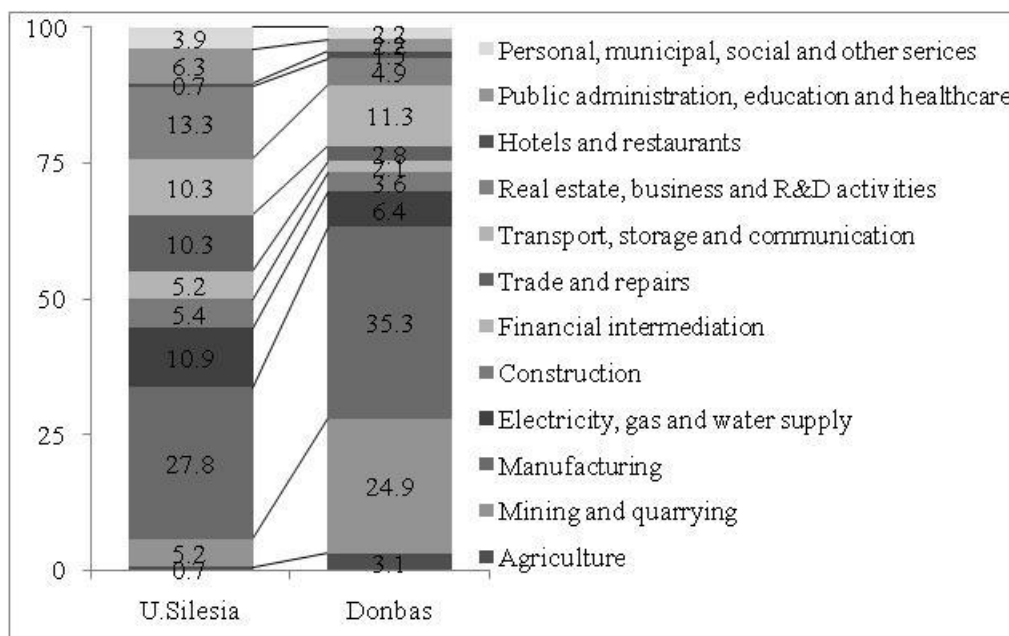 100
75
50
25
0
3.9
6.3
0.7
13.3
10.3
10.3
5.2
5.4
10.9
27.8
5.2
0.7
2.2
4.9
11.3
2.8
2.1
3.6
6.4
35.3
24.9
3.1
U.Silesia
Donbas
Personal, municipal, social and other serices
Public administration, education and healthcare
Hotels and restaurants
Real estate, business and R&D activities
Transport, storage and communication
Trade and repairs
Financial intermediation
Construction
Electricity, gas and water supply
Manufacturing
Mining and quarrying
Agriculture